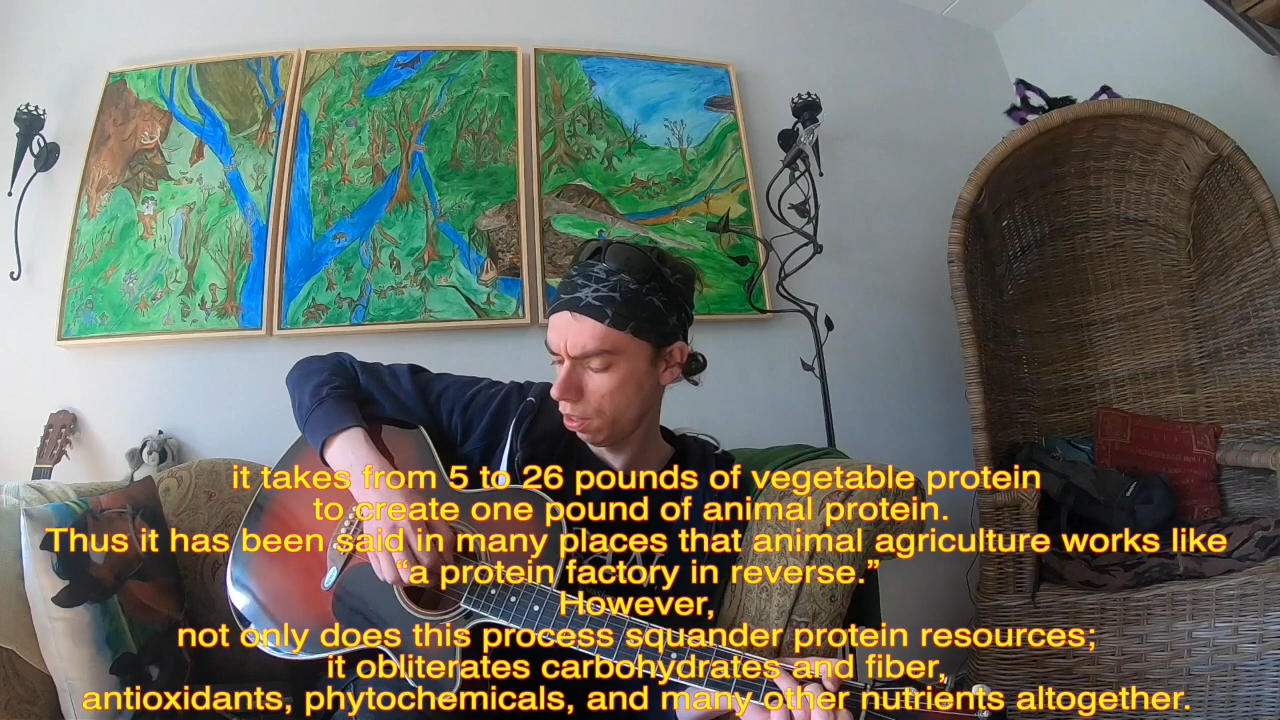 it takes from 5 to 26 pounds of vegetable protein
to create one pound of animal protein.
Thus it has been said in many places that animal agriculture works like
“a protein factory in reverse.”
However,
not only does this process squander protein resources;
it obliterates carbohydrates and fiber,
antioxidants, phytochemicals, and many other nutrients altogether.